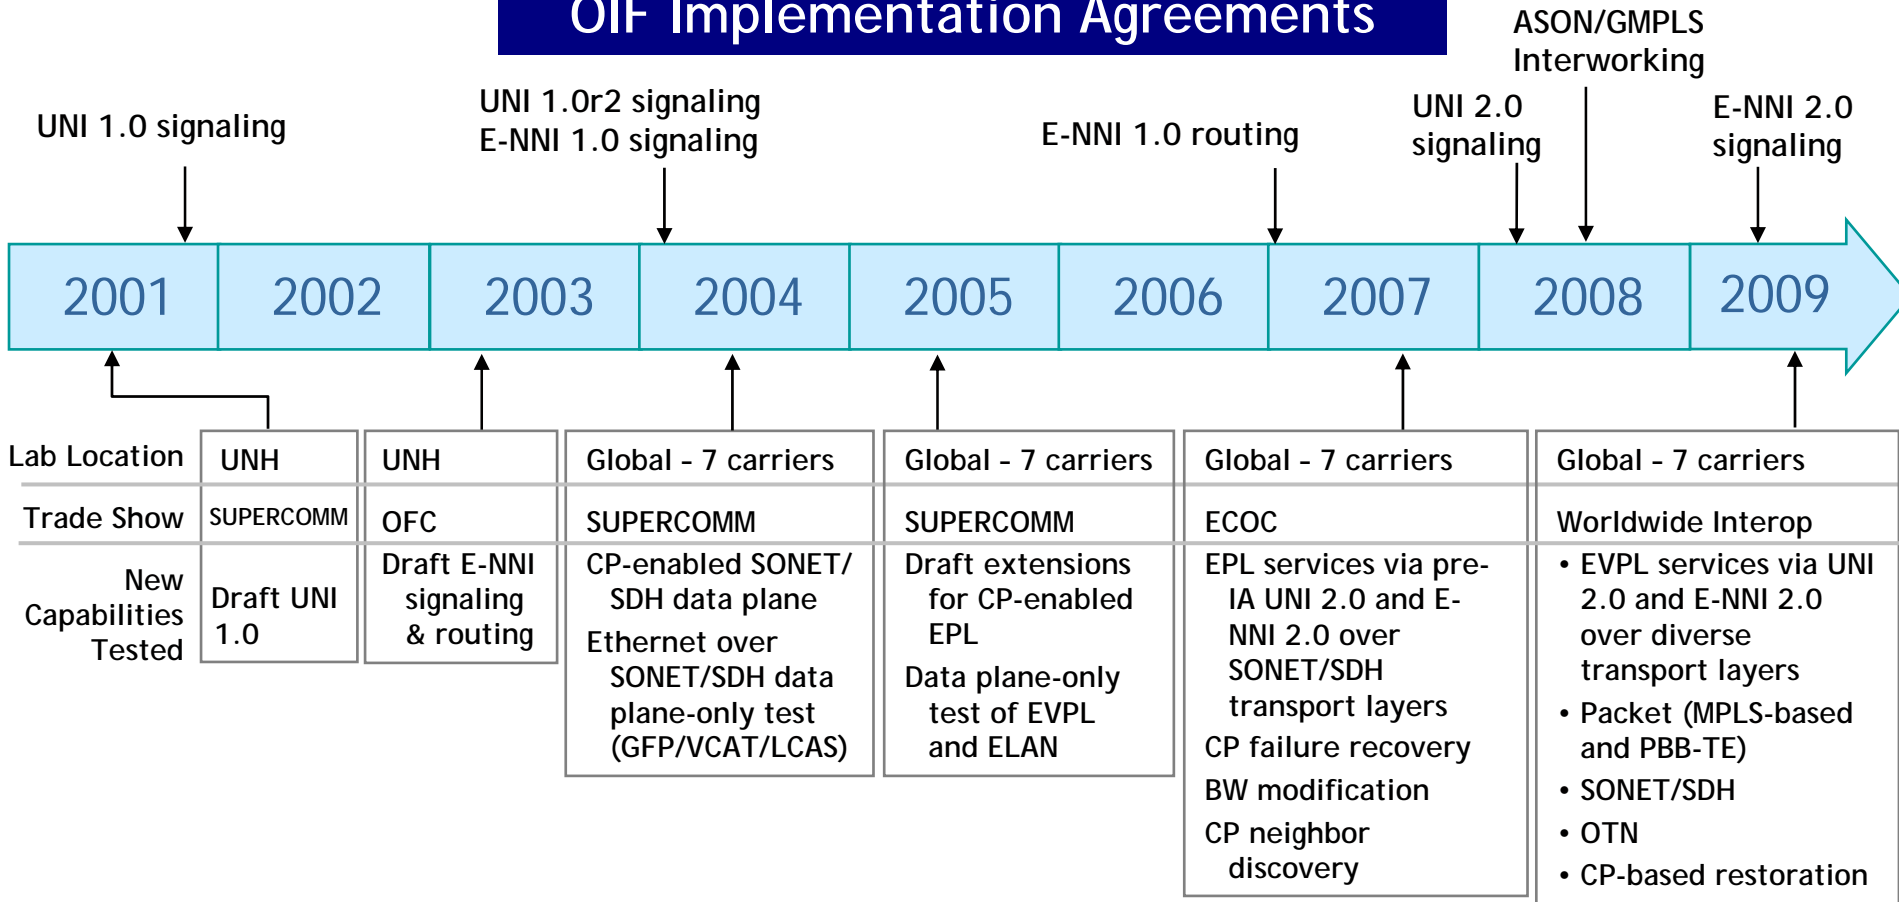 OIF Implementation Agreements
UNI 1.0 signaling
UNI 1.0r2 signaling
E-NNI 1.0 signaling
E-NNI 1.0 routing
UNI 2.0
signaling
ASON/GMPLS
Interworking
E-NNI 2.0
signaling
2001
2002
2003
2004
2005
2006
2007
2008
2009
Lab Location
UNH
UNH
Global - 7 carriers
Global - 7 carriers
Global - 7 carriers
Global - 7 carriers
Trade Show
SUPERCOMM
OFC
SUPERCOMM
SUPERCOMM
ECOC
Worldwide Interop
New
Capabilities
Tested
Draft UNI
1.0
Draft E-NNI
signaling
& routing
CP-enabled SONET/
SDH data plane
Ethernet over
SONET/SDH data
plane-only test
(GFP/VCAT/LCAS)
Draft extensions
for CP-enabled
EPL
Data plane-only
test of EVPL
and ELAN
EPL services via pre-
IA UNI 2.0 and E-
NNI 2.0 over
SONET/SDH
transport layers
CP failure recovery
BW modification
CP neighbor
discovery
• EVPL services via UNI
2.0 and E-NNI 2.0
over diverse
transport layers
• Packet (MPLS-based
and PBB-TE)
• SONET/SDH
• OTN
• CP-based restoration